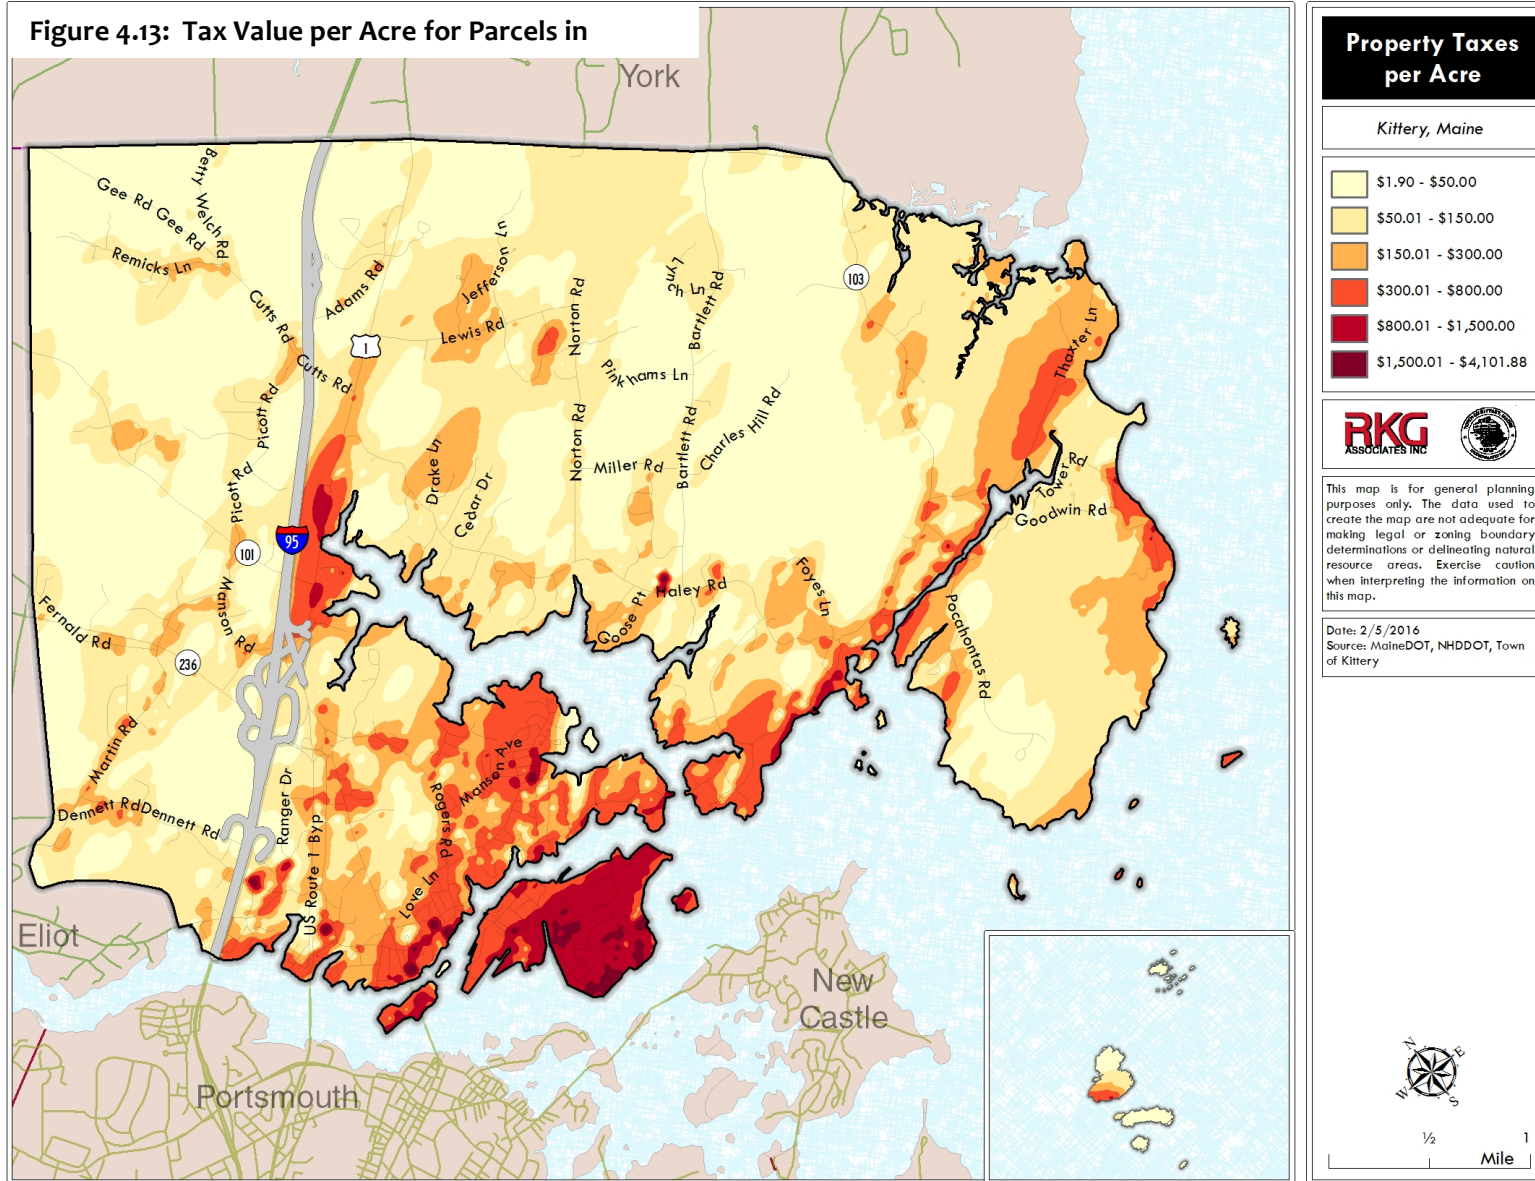 Figure 4.13:  Tax Value per Acre for Parcels in
York
Betty Welch Rd
Gee Rd
Gee Rd
Remicks Ln
Cutts Rd
Adams Rd
Jefferson Ln
Lewis Rd
Norton Rd
Lynch Ln
Bartlett Rd
103
1
Cutts Rd
Pinkhams Ln
Thaxter Ln
Picott Rd
Norton Rd
Bartlett Rd
Charles Hill Rd
Drake Ln
Miller Rd
Picott Rd
Cedar Dr
Tower Rd
Goodwin Rd
95
101
Manson Rd
Haley Rd
Foyes Ln
Goose Pt
Pocahontas Rd
Fernald Rd
236
Martin Rd
Manson Ave
Ranger Dr
Rogers Rd
Dennett Rd
Dennett Rd
US Route 1 Byp
Love Ln
Eliot
New
Castle
Portsmouth
Property Taxes
per Acre
Kittery, Maine
$1.90 - $50.00
$50.01 - $150.00
$150.01 - $300.00
$300.01 - $800.00
$800.01 - $1,500.00
$1,500.01 - $4,101.88
RKG
ASSOCIATES INC
This map is for general planning
purposes only. The data used to
create the map are not adequate for
making legal or zoning boundary
determinations or delineating natural
resource areas. Exercise caution
when interpreting the information on
this map.
Date: 2/5/2016
Source: MaineDOT, NHDDOT, Town
of Kittery
N
E
W
S
½
1
Mile